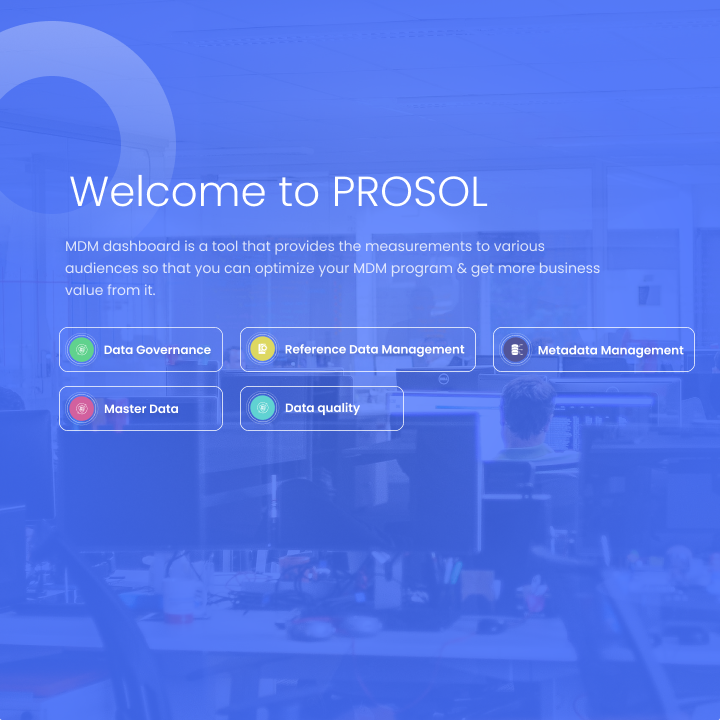 Welcome to PROSOL
MDM dashboard is a tool that provides the measurements to various
audiences so that you can optimize your MDM program & get more business
value from it.
Data Governance
Reference Data Management
Metadata Management
Master Data
Data quality